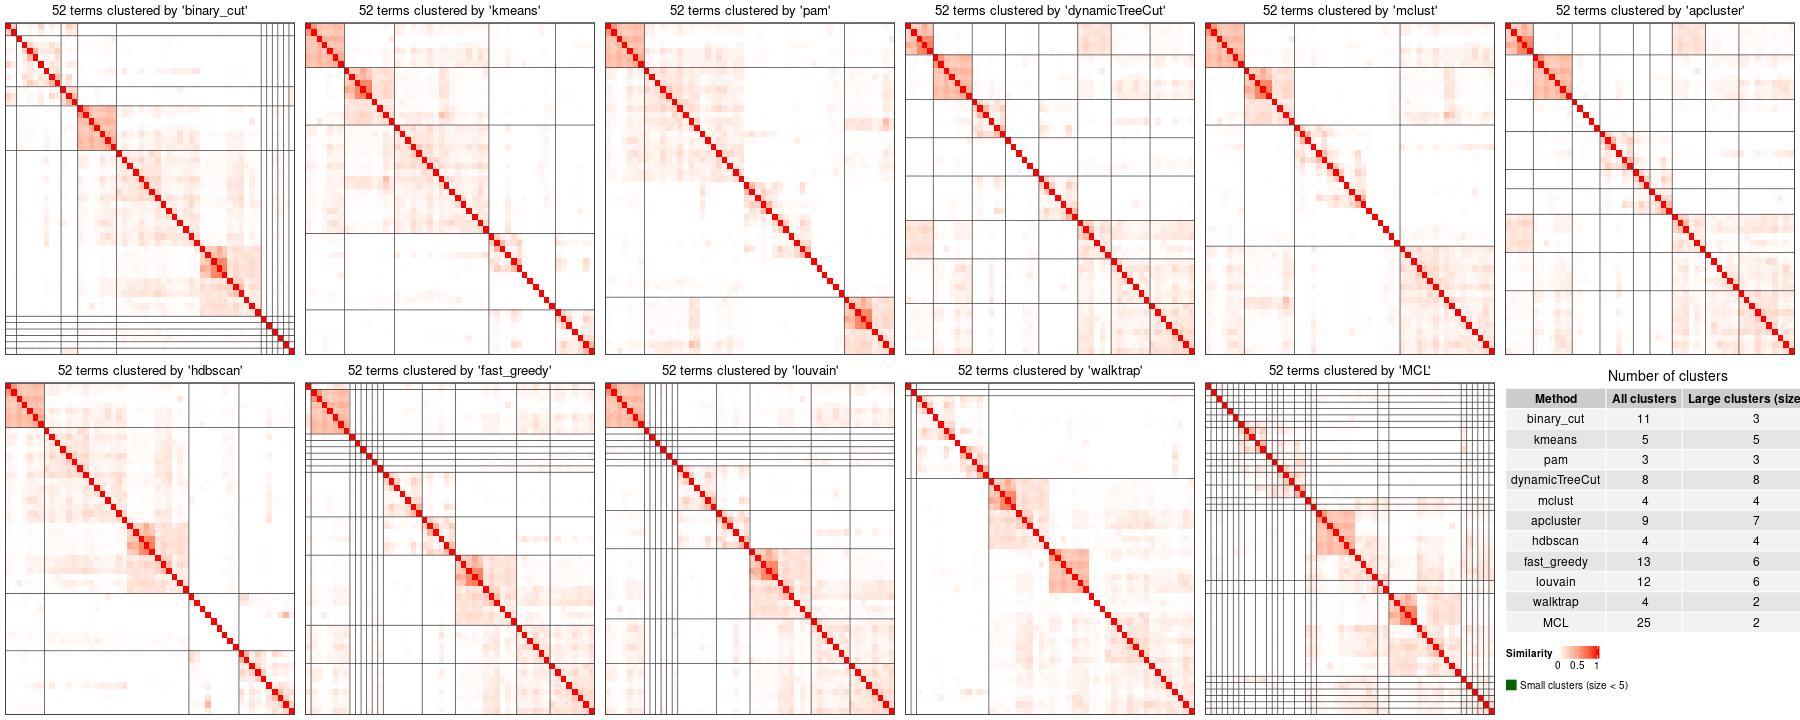 52 terms clustered by 'binary_cut'
52 terms clustered by 'kmeans'
52 terms clustered by 'pam'
52 terms clustered by 'dynamicTreeCut'
52 terms clustered by 'mclust'
52 terms clustered by 'apcluster'
52 terms clustered by 'hdbscan'
52 terms clustered by 'fast_greedy'
52 terms clustered by 'louvain'
52 terms clustered by 'walktrap'
52 terms clustered by 'MCL'
Number of clusters
Method All clusters Large clusters (size
binary_cut 11 3
kmeans 5 5
pam 3 3
dynamicTreeCut 8 8
mclust 4 4
apcluster 9 7
hdbscan 4 4
fast_greedy 13 6
louvain 12 6
walktrap 4 2
MCL 25 2
Similarity
0 0.5 1
Small clusters (size < 5)